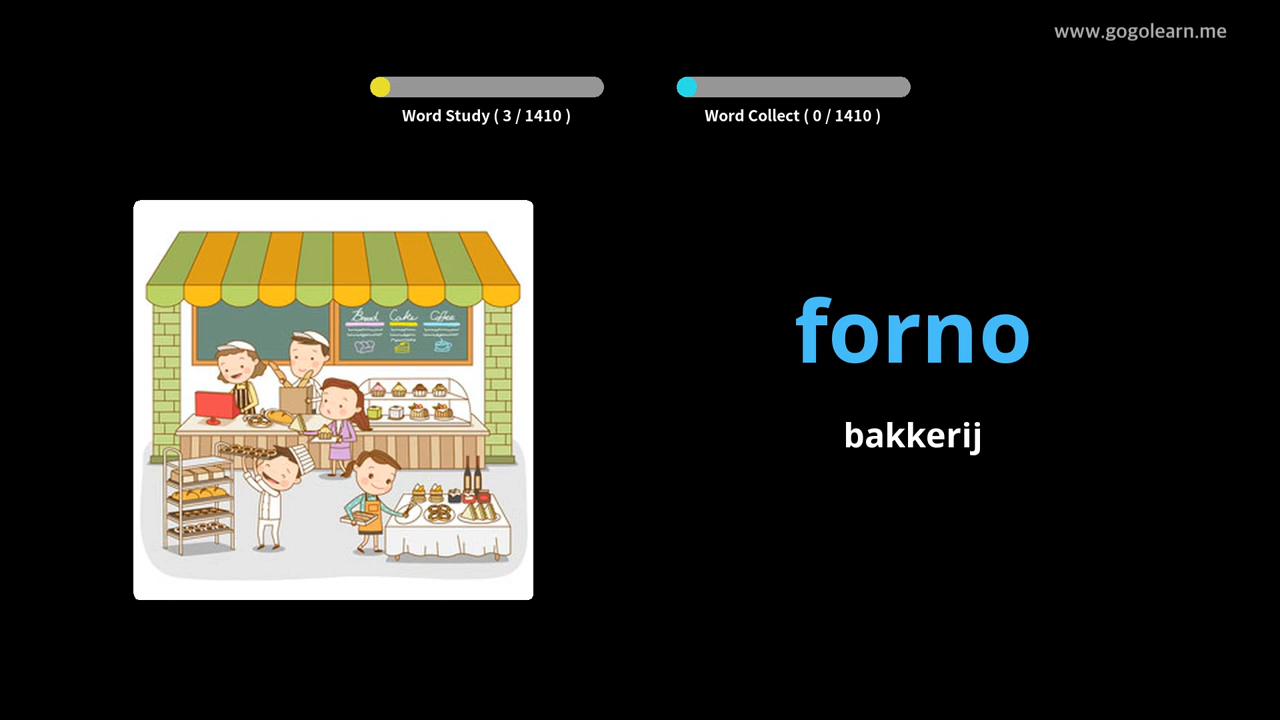 www.gogolearn.me
Word Study ( 3 / 1410 )
Word Collect ( 0 / 1410 )
Bread Cake Coffee
forno
bakkerij